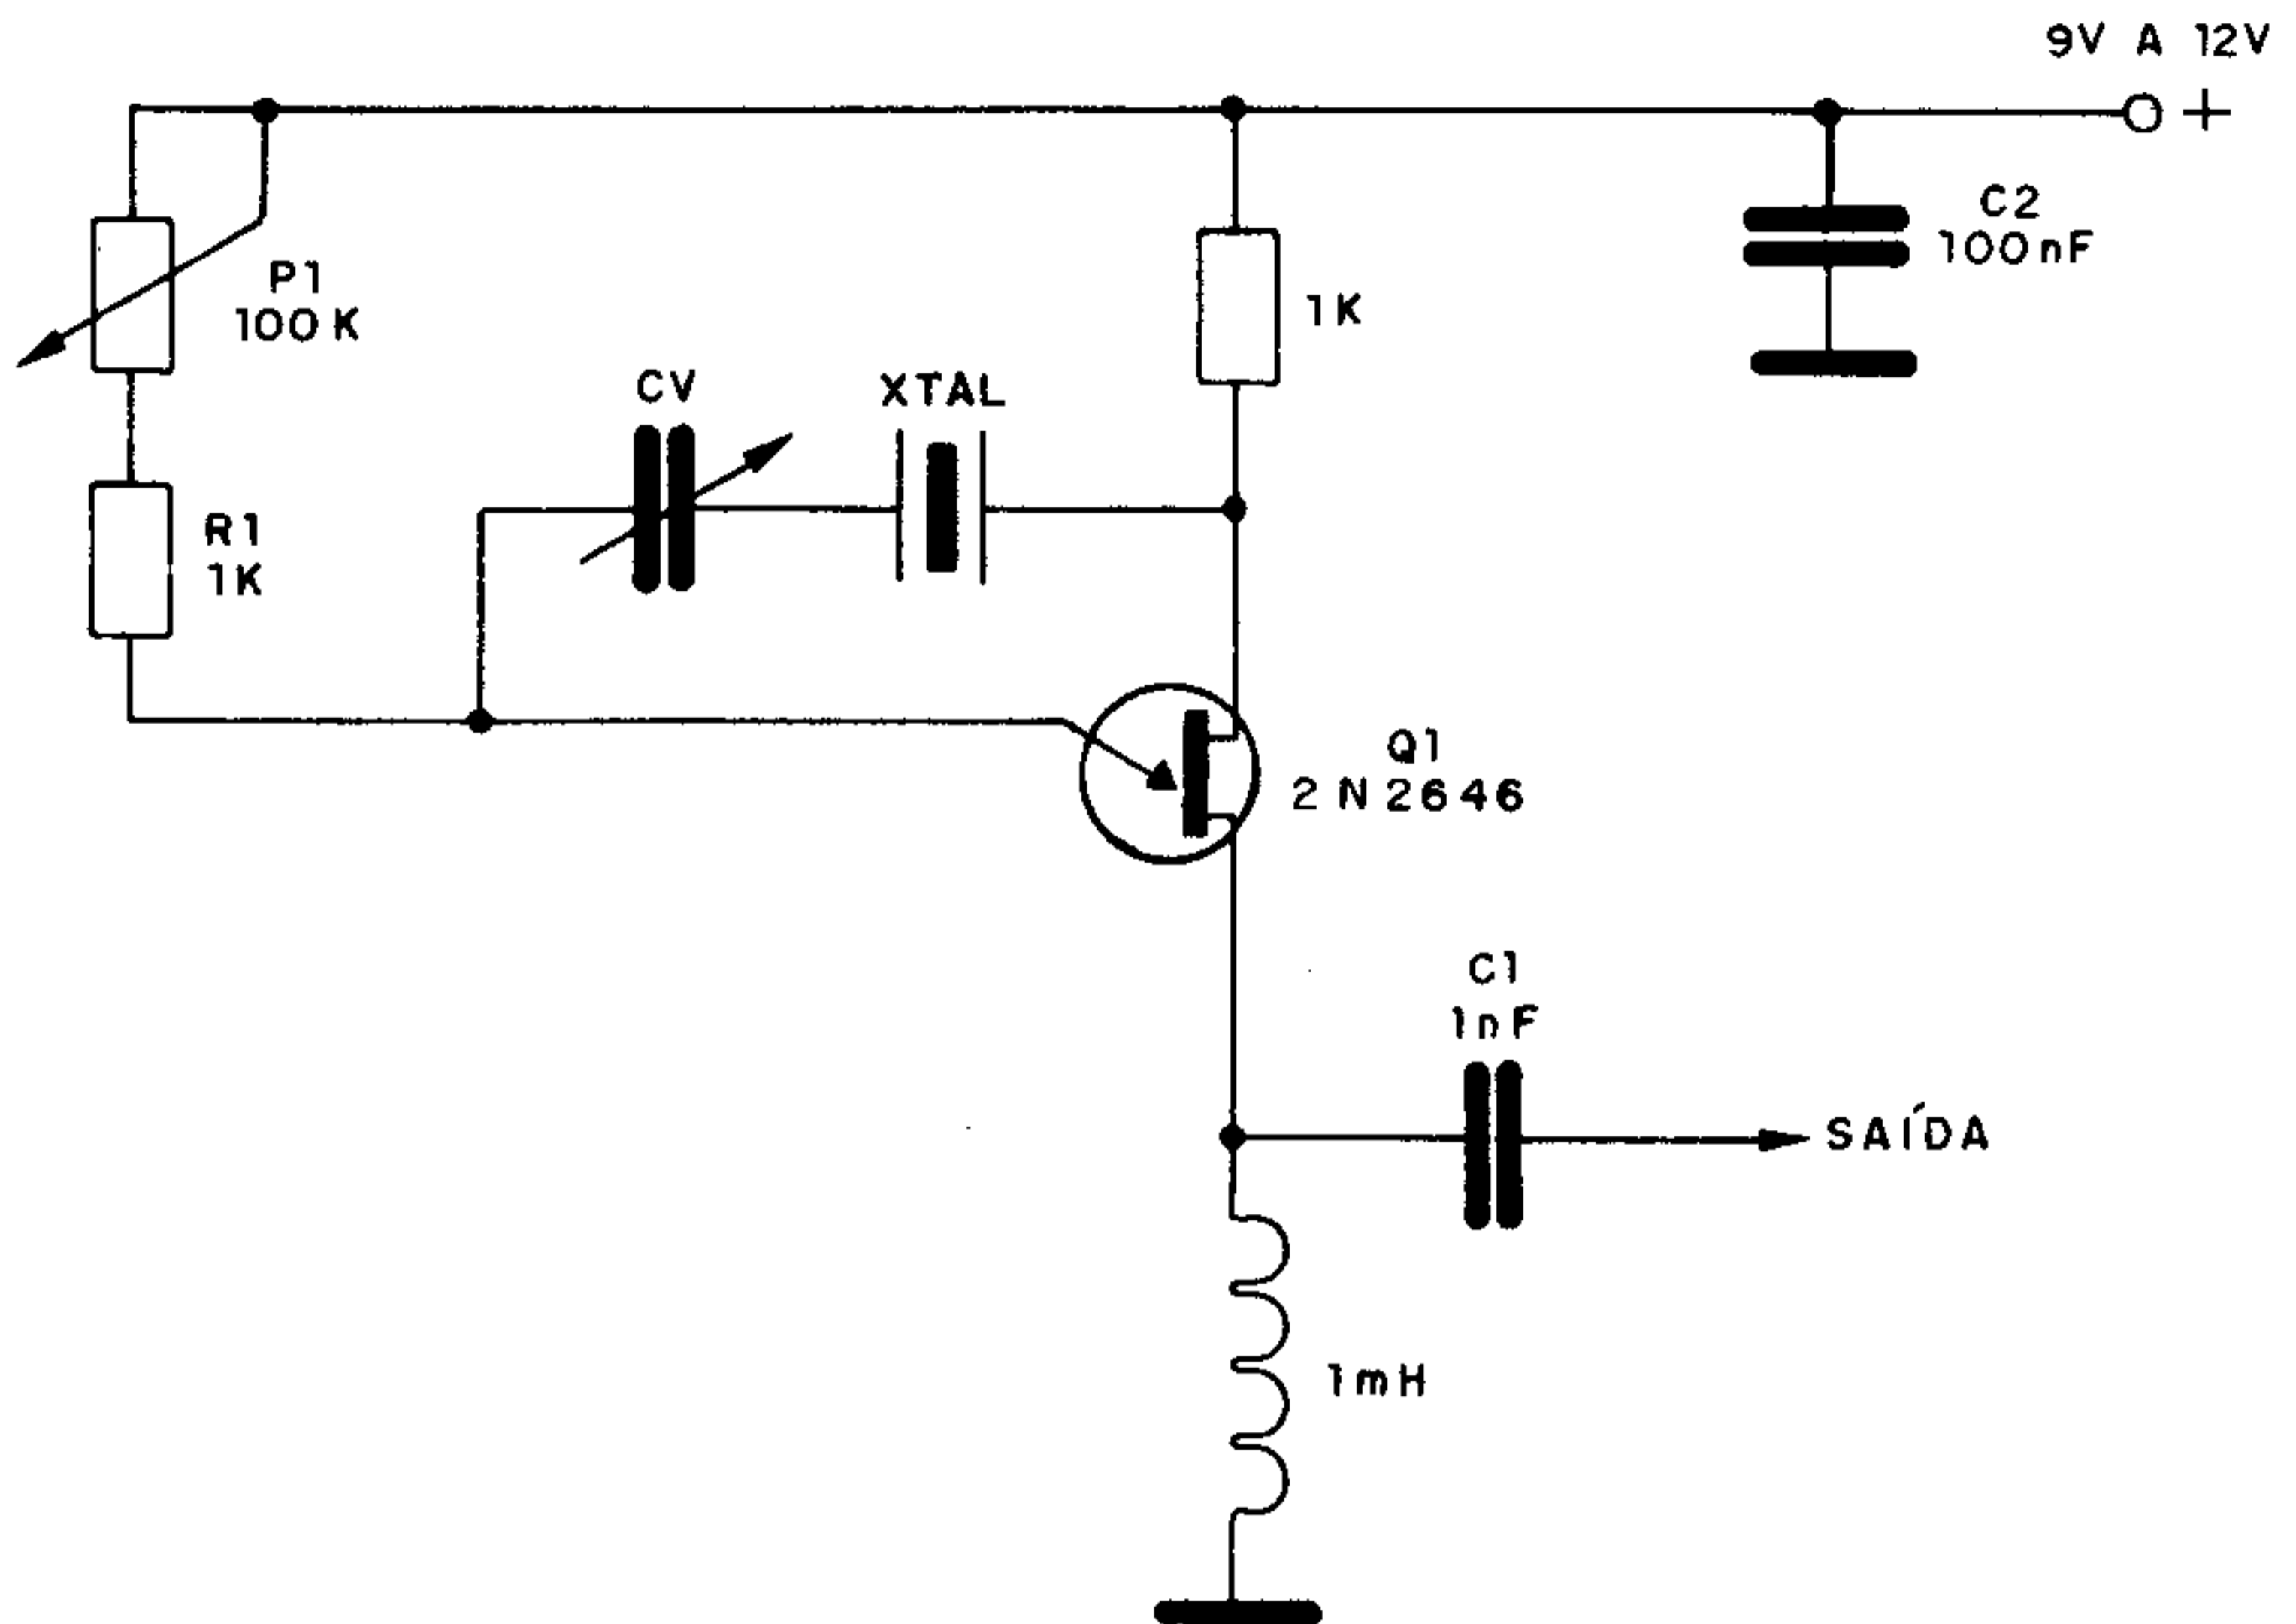 9V A 12V
+
C2
100nF
P1
100K
1K
CV
XTAL
R1
1K
Q1
2N2646
C1
1nF
SAÍDA
1mH